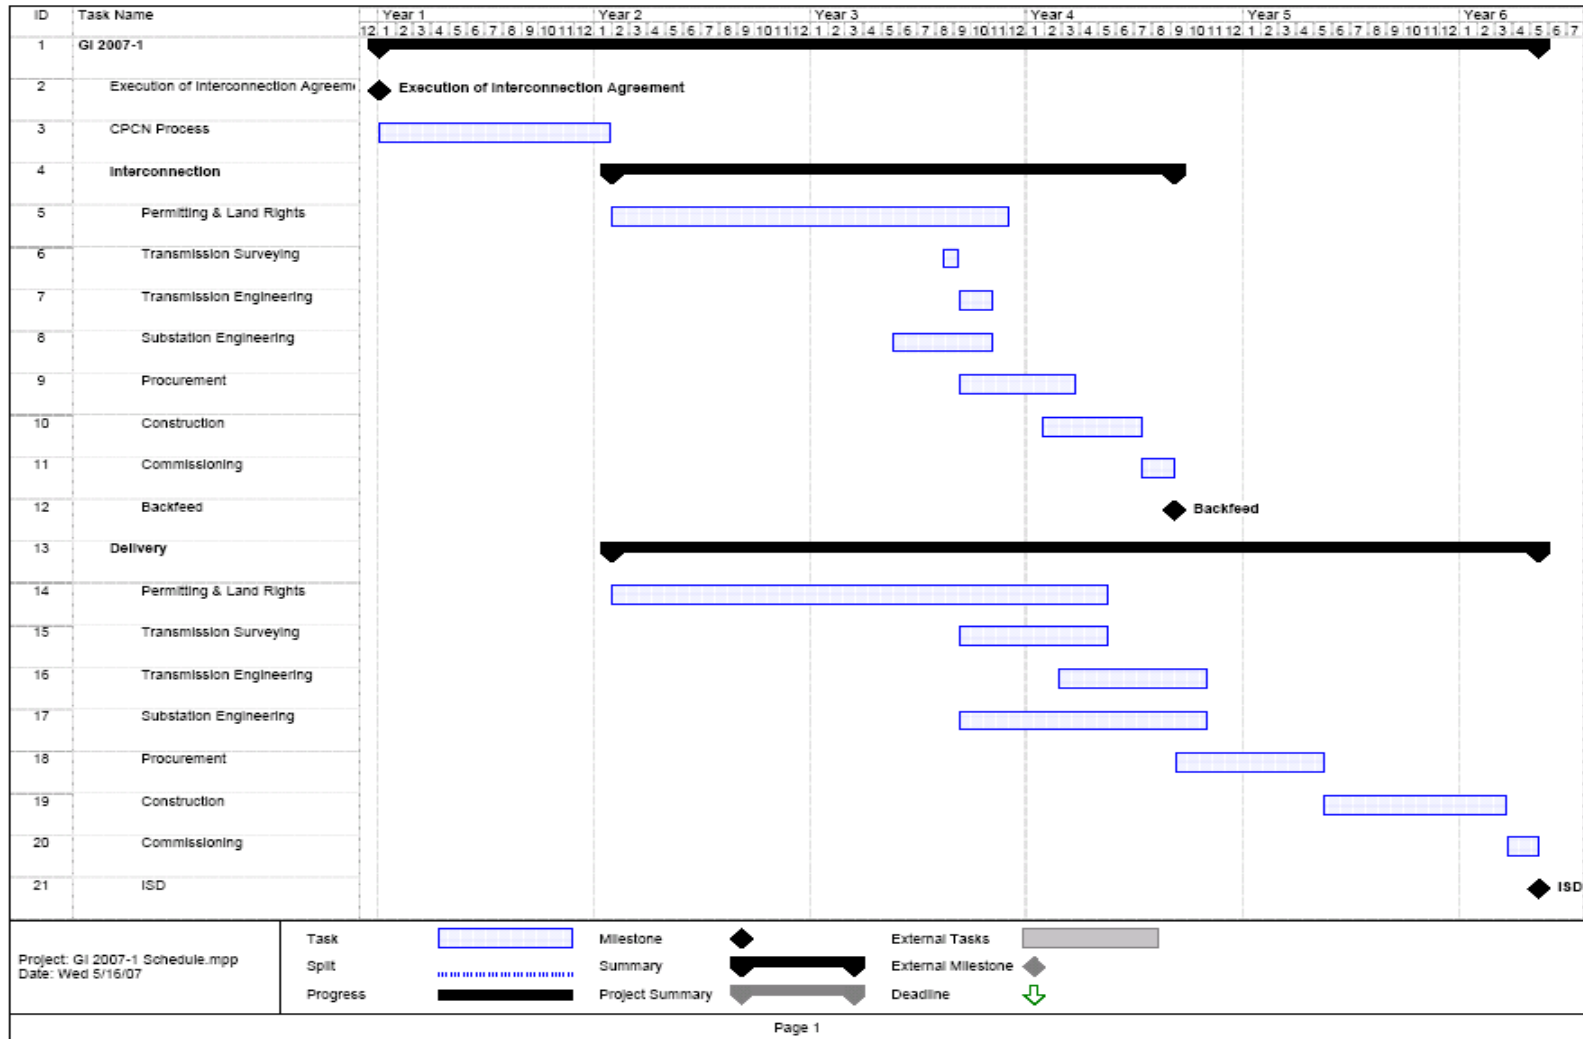 ID Task Name Year 1 Year 2 Year 3 Year 4 Year 5 Year 6
12 1 2 3 4 5 6 7 8 9 10 11 12 1 2 3 4 5 6 7 8 9 10 11 12 1 2 3 4 5 6 7 8 9 10 11 12 1 2 3 4 5 6 7 8 9 10 11 12 1 2 3 4 5 6 7 8 9 10 11 12 1 2 3 4 5 6 7
1 GI 2007-1
2 Execution of Interconnection Agreem Execution of Interconnection Agreement
3 CPCN Process
4 Interconnection
5 Permitting & Land Rights
6 Transmission Surveying
7 Transmission Engineering
8 Substation Engineering
9 Procurement
10 Construction
11 Commissioning
12 Backfeed Backfeed
13 Delivery
14 Permitting & Land Rights
15 Transmission Surveying
16 Transmission Engineering
17 Substation Engineering
18 Procurement
19 Construction
20 Commissioning
21 ISD ISD
Project: GI 2007-1 Schedule.mpp
Date: Wed 5/16/07
Task Milestone External Tasks
Split Summary External Milestone
Progress Project Summary Deadline
Page 1